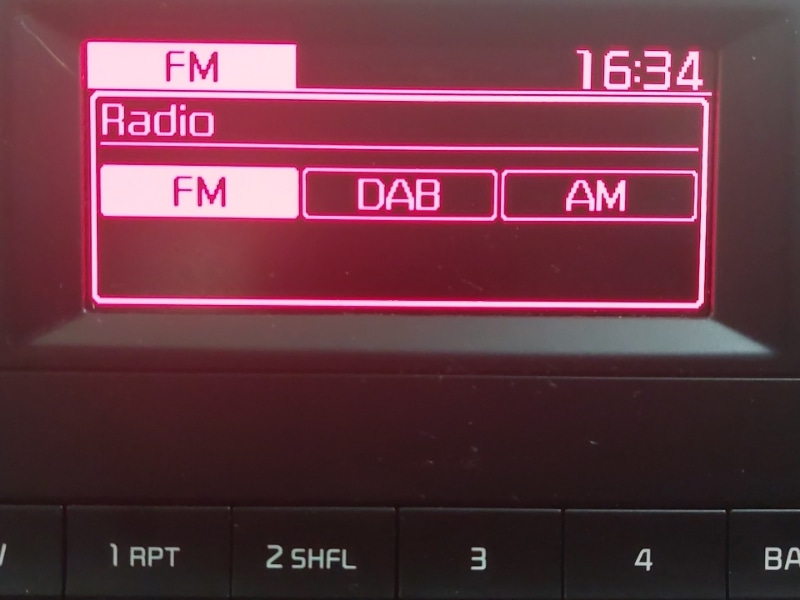 FM 16:34
Radio
FM DAB AM
1 RPT 2 SHFL 3 4